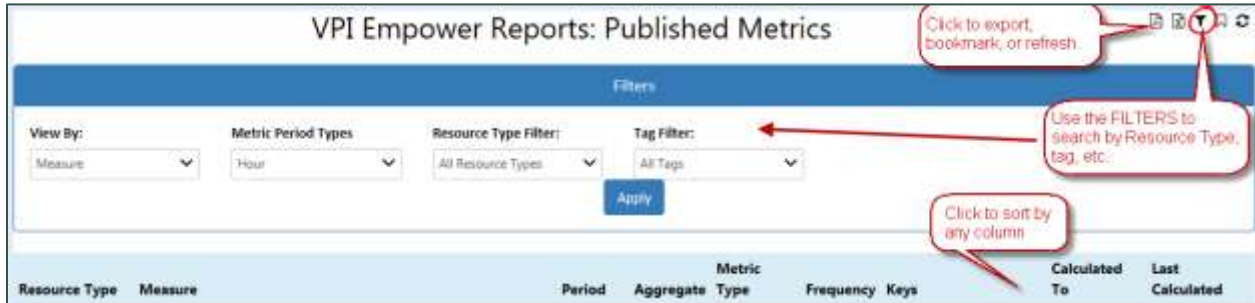 VPI Empower Reports: Published Metrics
Click to export,
bookmark, or refresh.
Filters
View By:
Metric Period Types
Resource Type Filter:
Tag Filter:
Measure
Hour
All Resource Types
All Tags
Use the FILTERS to
search by Resource Type,
tag, etc.
Apply
Click to sort by
any column
Resource Type
Measure
Period
Aggregate
Metric
Type
Frequency
Keys
Calculated
To
Last
Calculated